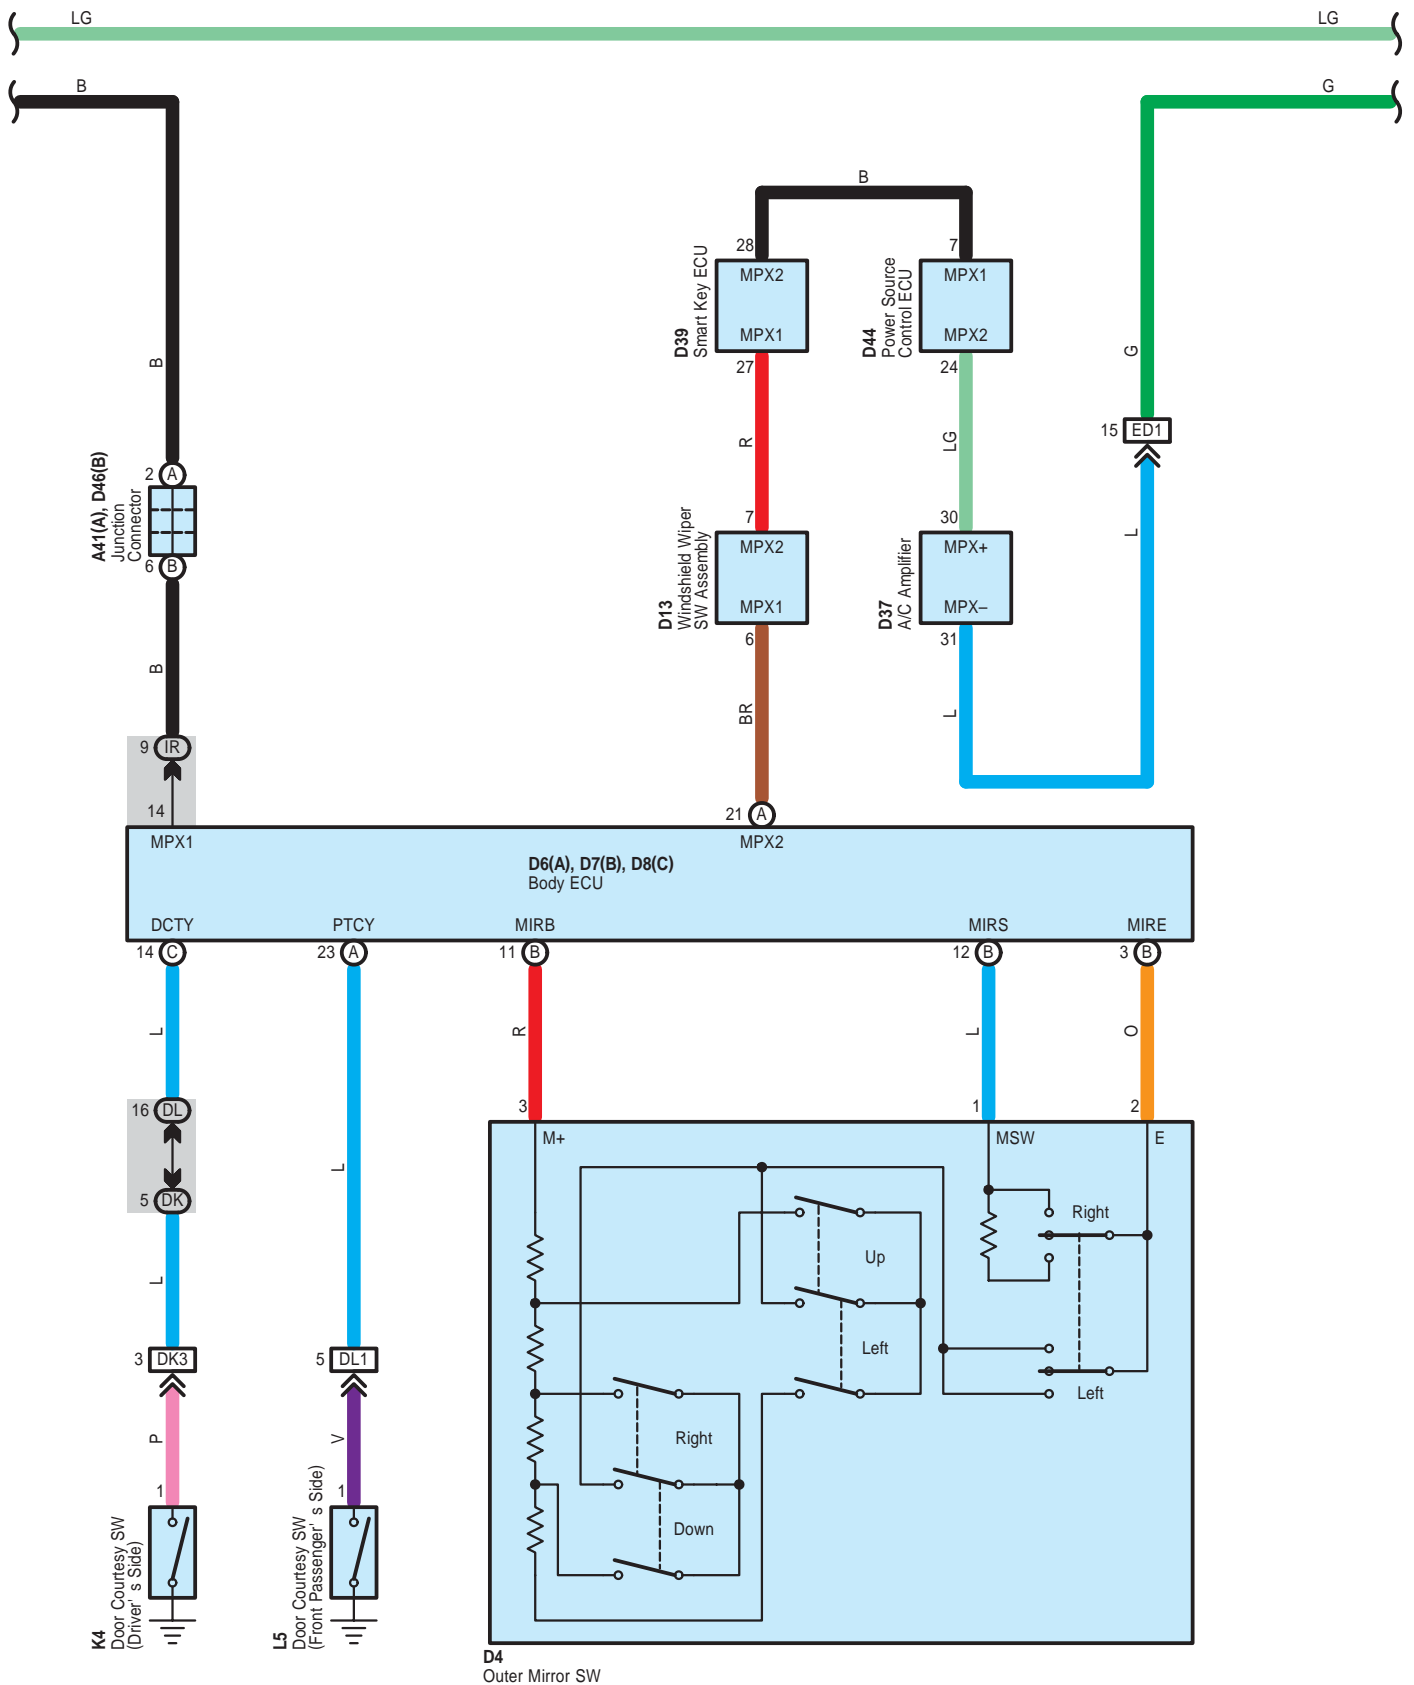 LG
LG
B
G
B
28
7
MPX2
MPX1
MPX1
MPX2
D39
Smart Key ECU
D44
Power Source
Control ECU
27
24
B
G
R
LG
15
ED1
2
A
A41(A), D46(B)
Junction
Connector
6
B
7
30
MPX2
MPX+
MPX1
MPX–
D13
Windshield Wiper
SW Assembly
D37
A/C Amplifier
L
6
31
B
BR
L
9
IR
14
21
A
MPX1
MPX2
D6(A), D7(B), D8(C)
Body ECU
DCTY
PTCY
MIRB
MIRS
MIRE
14
C
23
A
11
B
12
B
3
B
L
R
L
O
16
DL
3
1
2
M+
MSW
E
L
5
DK
Right
Up
L
Left
3
DK3
5
DL1
Left
P
V
Right
1
1
Down
K4
Door Courtesy SW
(Driver' s Side)
L5
Door Courtesy SW
(Front Passenger' s Side)
D4
Outer Mirror SW